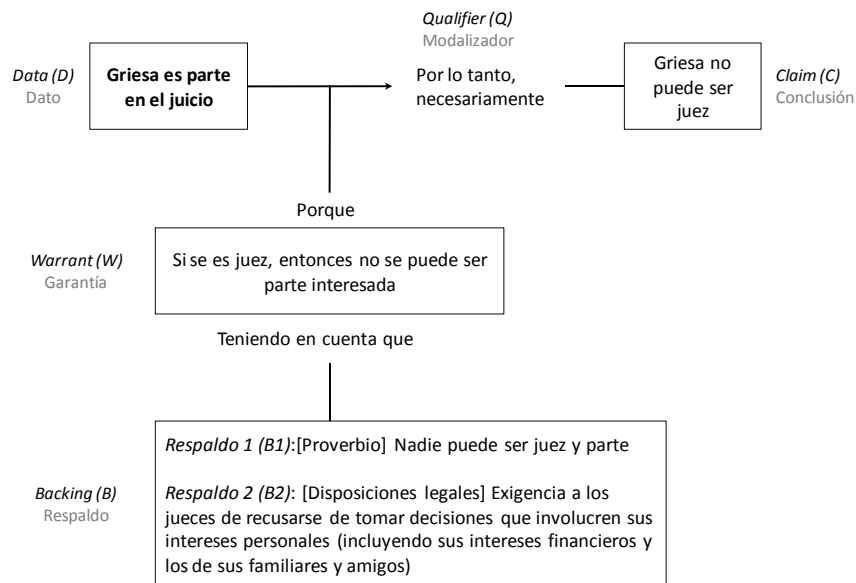 Qualifier (Q)
Modalizador
Data (D)
Dato
Griesa es parte
en el juicio
Por lo tanto,
necesariamente
Griesa no
puede ser
juez
Claim (C)
Conclusión
Porque
Warrant (W)
Garantía
Si se es juez, entonces no se puede ser
parte interesada
Teniendo en cuenta que
Backing (B)
Respaldo
Respaldo 1 (B1):[Proverbio] Nadie puede ser juez y parte
Respaldo 2 (B2): [Disposiciones legales] Exigencia a los
jueces de recusarse de tomar decisiones que involucren sus
intereses personales (incluyendo sus intereses financieros y
los de sus familiares y amigos)